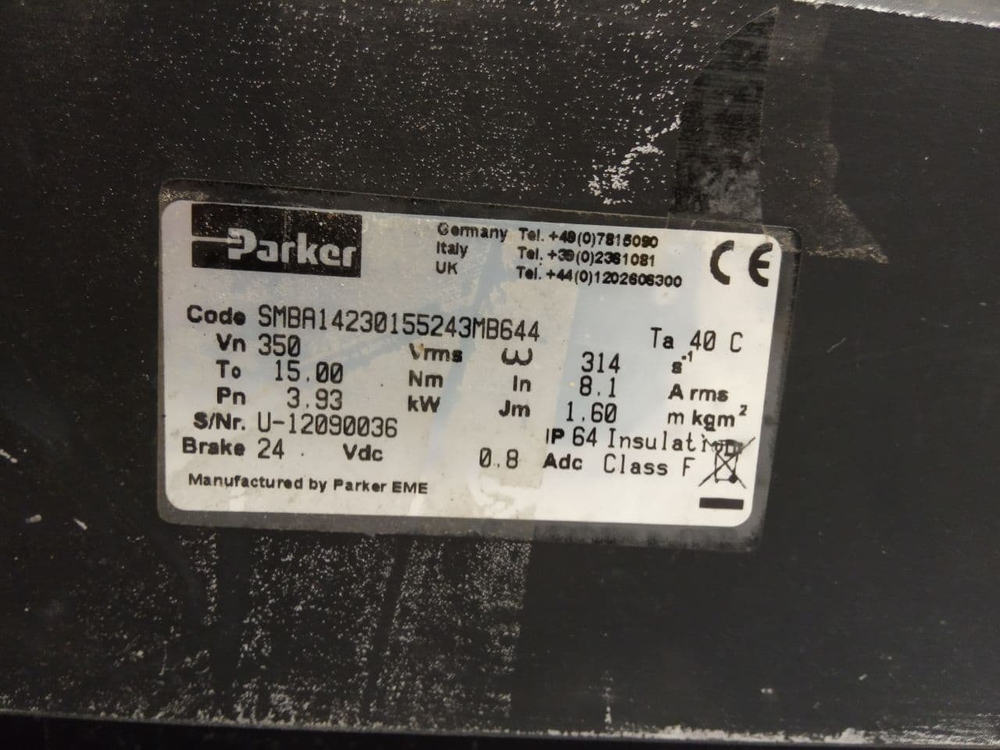 Parker
Germany Tel. +49(0)7815090
Italy Tel. +39(0)2361081
UK Tel. +44(0)1202606300
CE
Code SMBA14230155243MB644 Ta 40 C
Vn 350 Vrms ω 314 s⁻¹
To 15.00 Nm In 8.1 A rms
Pn 3.93 kW Jm 1.60 m kgm²
S/Nr. U-12090036 IP 64 Insulation
Brake 24 Vdc 0.8 Adc Class F
Manufactured by Parker EME